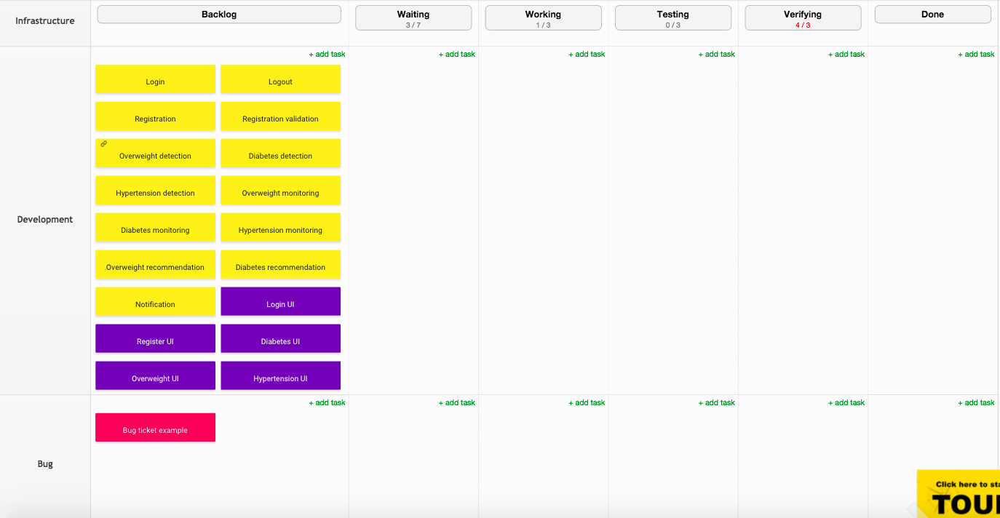 Infrastructure
Backlog
Waiting
3 / 7
Working
1 / 3
Testing
0 / 3
Verifying
4 / 3
Done
Development
+ add task
+ add task
+ add task
+ add task
+ add task
+ add task
Login
Logout
Registration
Registration validation
Overweight detection
Diabetes detection
Hypertension detection
Overweight monitoring
Diabetes monitoring
Hypertension monitoring
Overweight recommendation
Diabetes recommendation
Notification
Login UI
Register UI
Diabetes UI
Overweight UI
Hypertension UI
Bug
+ add task
+ add task
+ add task
+ add task
+ add task
+ add task
Bug ticket example
Click here to